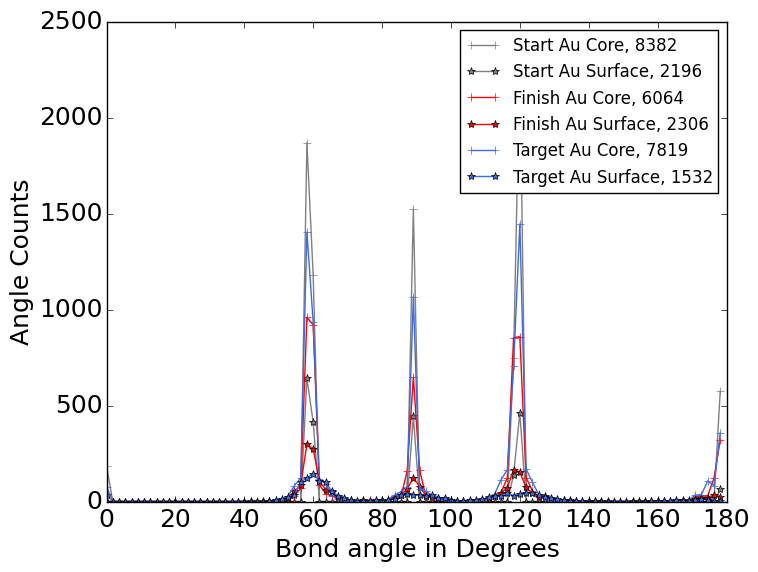 2500
2000
1500
1000
500
0
Angle Counts
0 20 40 60 80 100 120 140 160 180
Bond angle in Degrees
Start Au Core, 8382
Start Au Surface, 2196
Finish Au Core, 6064
Finish Au Surface, 2306
Target Au Core, 7819
Target Au Surface, 1532